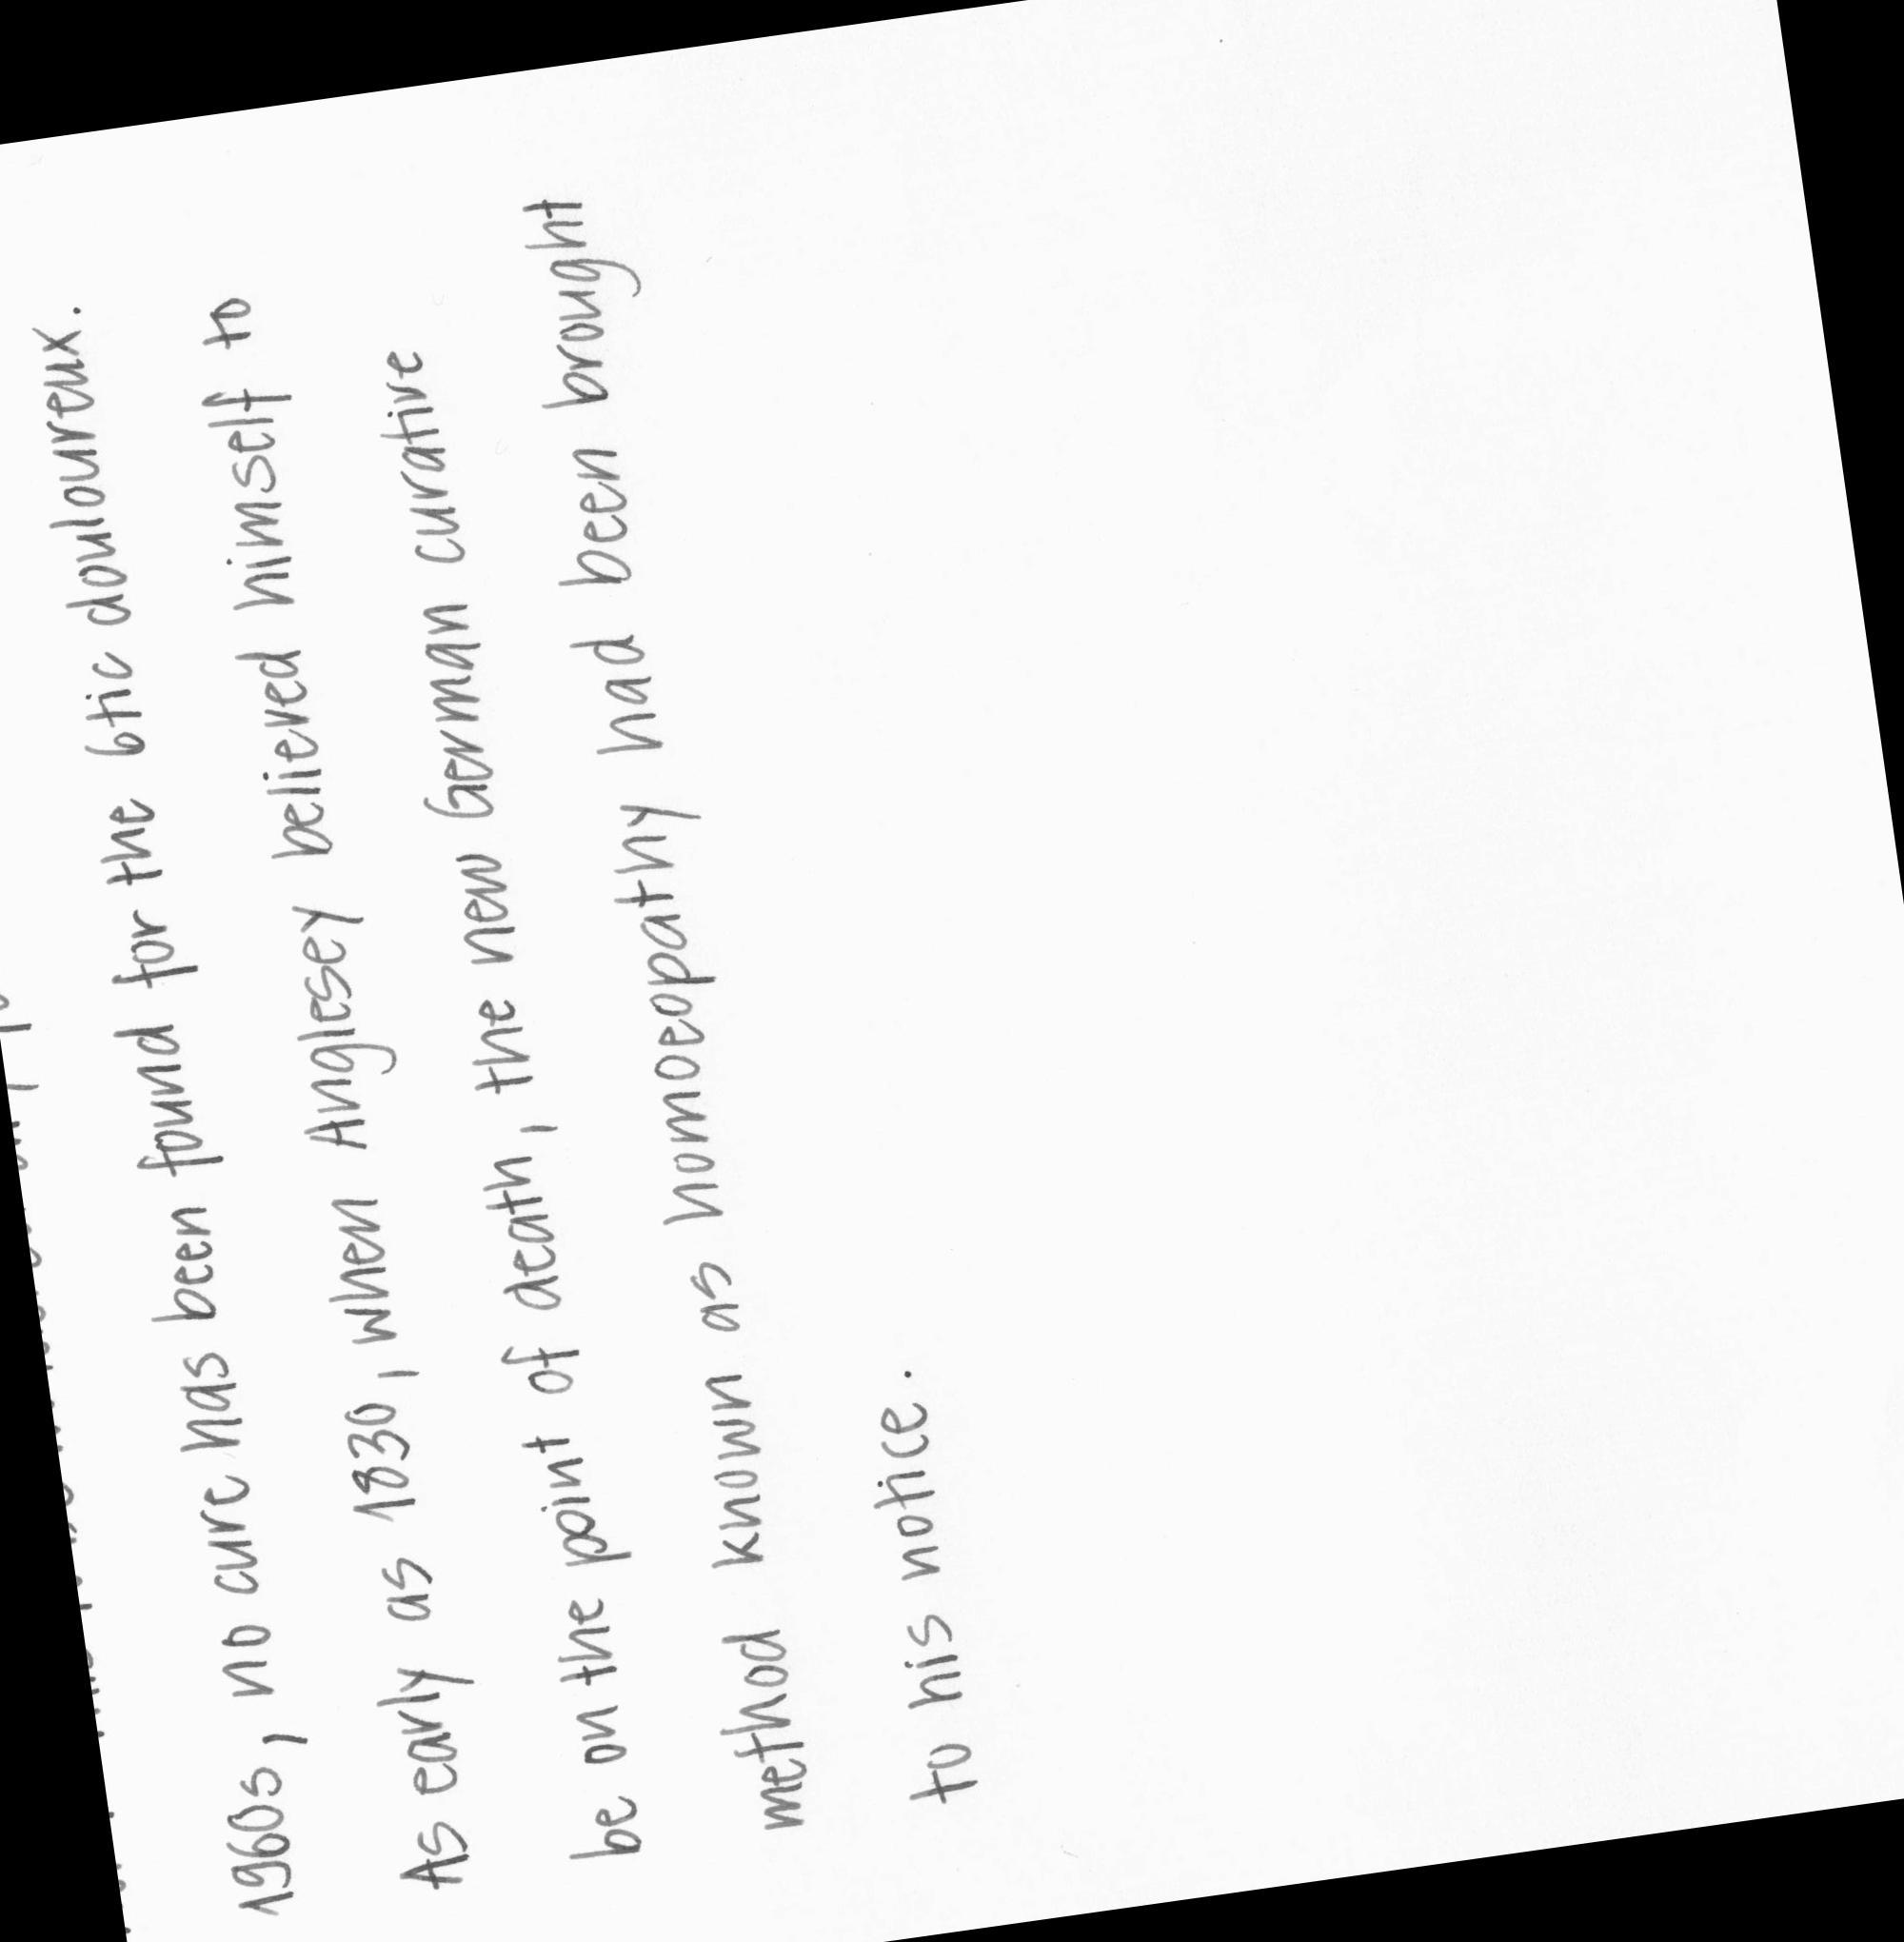 1960s, no cure has been found for the tic douloureux.
As early as 1830, when Anglesey believed himself to
be on the point of death, the new German curative
method known as homoeopathy had been brought
to his notice.